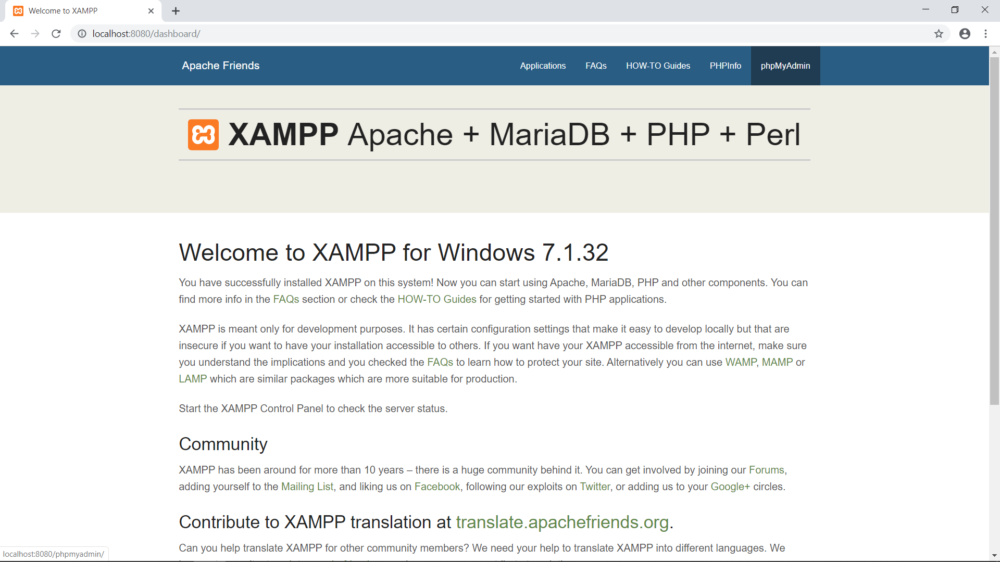 Welcome to XAMPP
localhost:8080/dashboard/
Apache Friends
Applications
FAQs
HOW-TO Guides
PHPInfo
phpMyAdmin
XAMPP Apache + MariaDB + PHP + Perl
Welcome to XAMPP for Windows 7.1.32
You have successfully installed XAMPP on this system! Now you can start using Apache, MariaDB, PHP and other components. You can
find more info in the FAQs section or check the HOW-TO Guides for getting started with PHP applications.
XAMPP is meant only for development purposes. It has certain configuration settings that make it easy to develop locally but that are
insecure if you want to have your installation accessible to others. If you want have your XAMPP accessible from the internet, make sure
you understand the implications and you checked the FAQs to learn how to protect your site. Alternatively you can use WAMP, MAMP or
LAMP which are similar packages which are more suitable for production.
Start the XAMPP Control Panel to check the server status.
Community
XAMPP has been around for more than 10 years – there is a huge community behind it. You can get involved by joining our Forums,
adding yourself to the Mailing List, and liking us on Facebook, following our exploits on Twitter, or adding us to your Google+ circles.
Contribute to XAMPP translation at translate.apachefriends.org.
Can you help translate XAMPP for other community members? We need your help to translate XAMPP into different languages. We
localhost:8080/phpmyadmin/